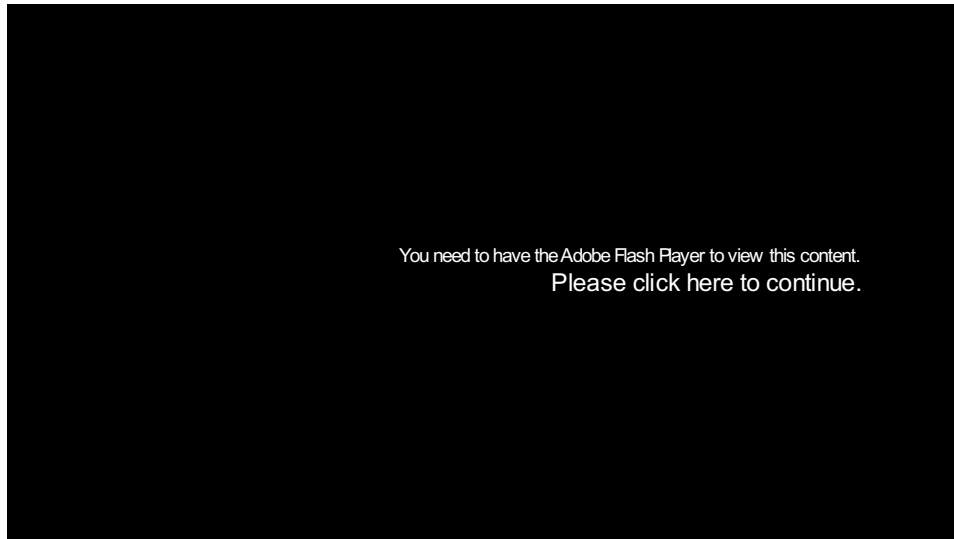 You need to have the Adobe Flash Player to view this content.
Please click here to continue.